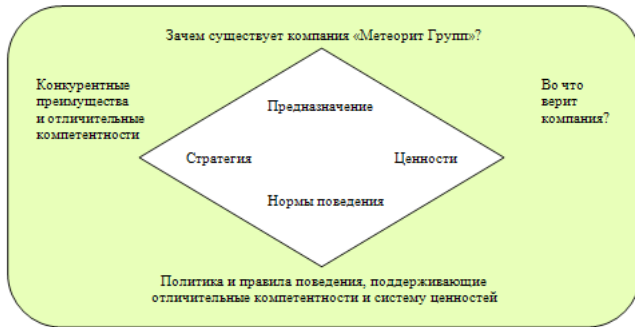 Зачем существует компания «Метеорит Групп»?
Конкурентные
преимущества
и отличительные
компетентности
Во что
верит
компания?
Предназначение
Стратегия
Ценности
Нормы поведения
Политика и правила поведения, поддерживающие
отличительные компетентности и систему ценностей